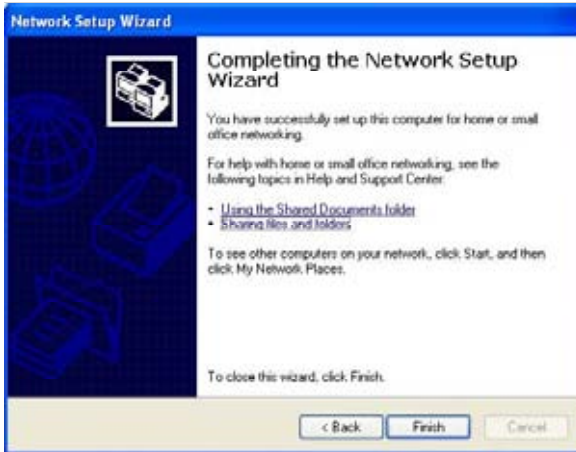 Network Setup Wizard
Completing the Network Setup
Wizard
You have successfully set up this computer for home or small
office networking.
For help with home or small office networking, see the
following topics in Help and Support Center:
• Using the Shared Documents folder
• Sharing files and folders
To see other computers on your network, click Start, and then
click My Network Places.
To close this wizard, click Finish.
< Back
Finish
Cancel